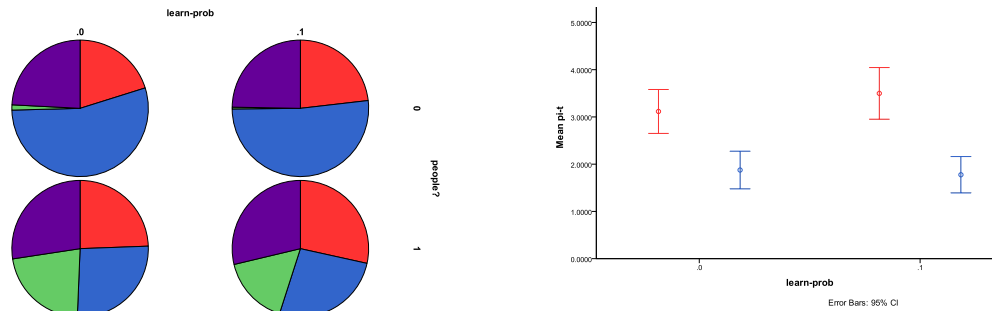 learn-prob
.0
.1
0
people?
1
5.0000
4.0000
3.0000
2.0000
1.0000
0.0000
Mean pi-t
.0
.1
learn-prob
Error Bars: 95% CI